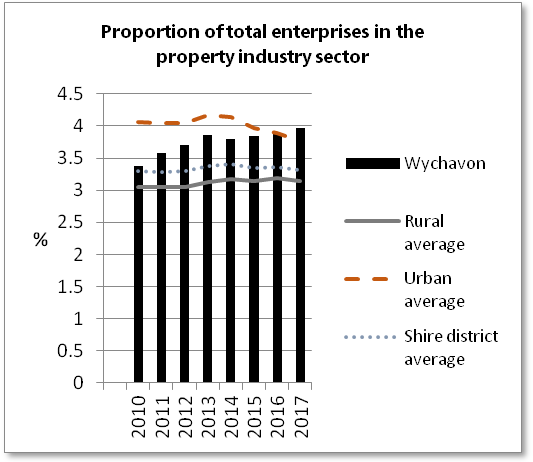 Proportion of total enterprises in the
property industry sector
4.5
4
3.5
3
2.5
2
1.5
1
0.5
0
%
2010
2011
2012
2013
2014
2015
2016
2017
Wychavon
Rural
average
Urban
average
Shire district
average